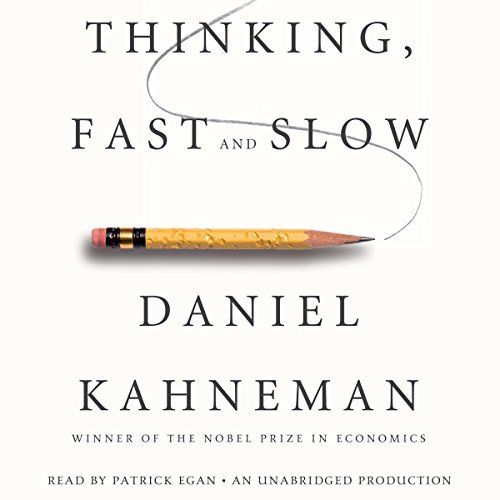 THINKING,
FAST AND SLOW
DANIEL
KAHNEMAN
WINNER OF THE NOBEL PRIZE IN ECONOMICS
READ BY PATRICK EGAN • AN UNABRIDGED PRODUCTION